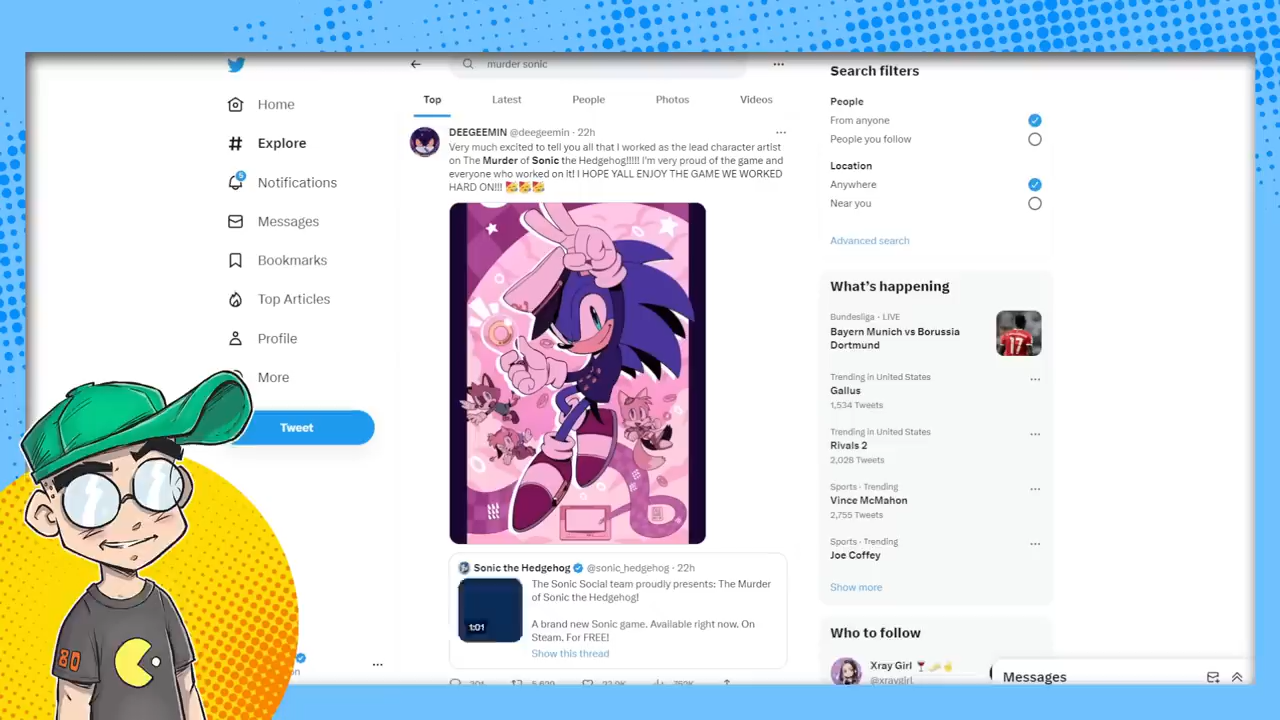 murder sonic
Home
Explore
5
Notifications
Messages
Bookmarks
Top Articles
Profile
More
Tweet
Top
Latest
People
Photos
Videos
DEEGEEMIN @deegeemin · 22h
Very much excited to tell you all that I worked as the lead character artist
on The Murder of Sonic the Hedgehog!!!!! I'm very proud of the game and
everyone who worked on it! I HOPE YALL ENJOY THE GAME WE WORKED
HARD ON!!! 🥰🥰🥰
Sonic the Hedgehog @sonic_hedgehog · 22h
The Sonic Social team proudly presents: The Murder
of Sonic the Hedgehog!
A brand new Sonic game. Available right now. On
Steam. For FREE!
Show this thread
1:01
Search filters
People
From anyone
People you follow
Location
Anywhere
Near you
Advanced search
What's happening
Bundesliga · LIVE
Bayern Munich vs Borussia
Dortmund
17
Trending in United States
Gallus
1,534 Tweets
Trending in United States
Rivals 2
2,028 Tweets
Sports · Trending
Vince McMahon
2,755 Tweets
Sports · Trending
Joe Coffey
Show more
Who to follow
Xray Girl
@xraygirl
Messages
80